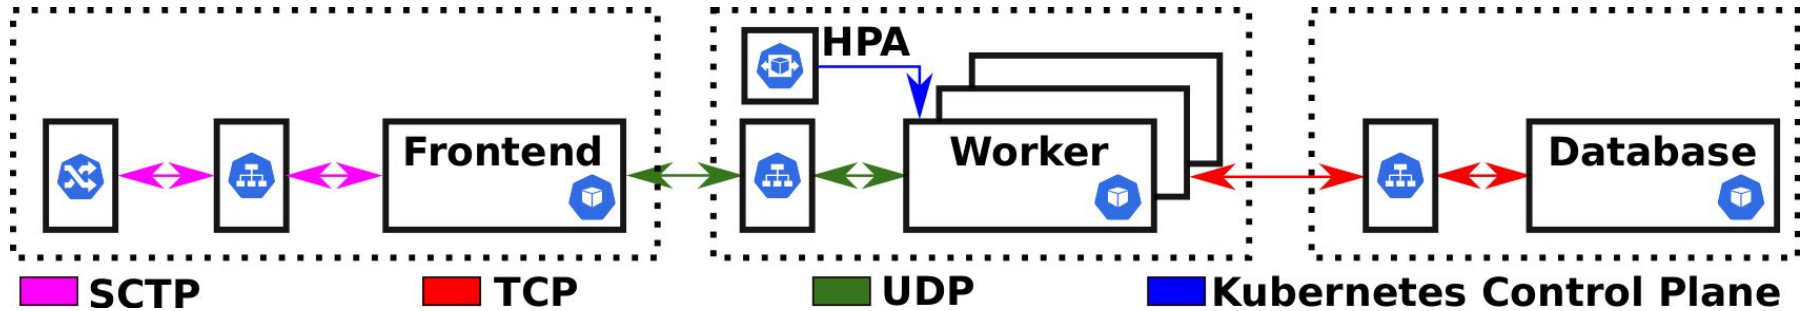 HPA
Frontend
Worker
Database
SCTP
TCP
UDP
Kubernetes Control Plane